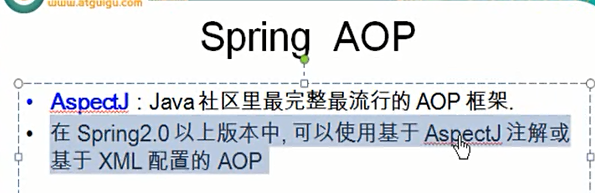 www.atguigu.com
Spring AOP
• AspectJ：Java 社区里最完整最流行的 AOP 框架.
• 在 Spring2.0 以上版本中, 可以使用基于 AspectJ 注解或
基于 XML 配置的 AOP